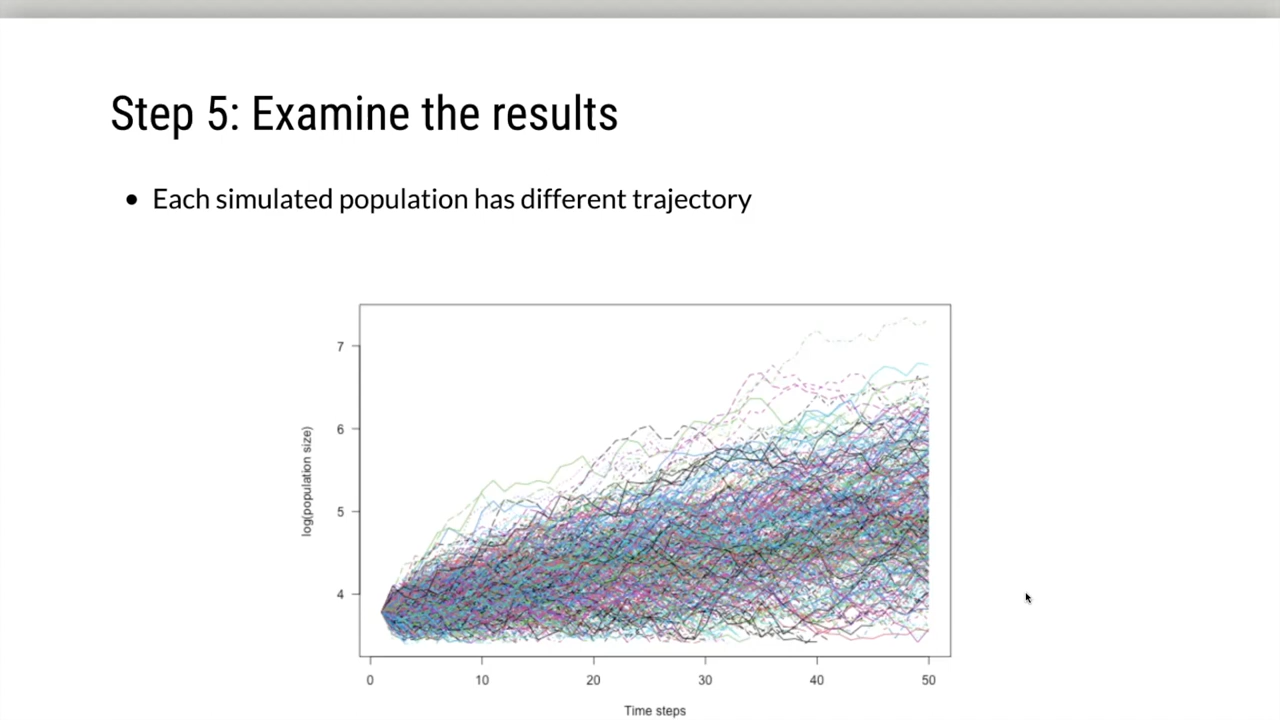 Step 5: Examine the results
• Each simulated population has different trajectory
7
6
5
4
log(population size)
0 10 20 30 40 50
Time steps